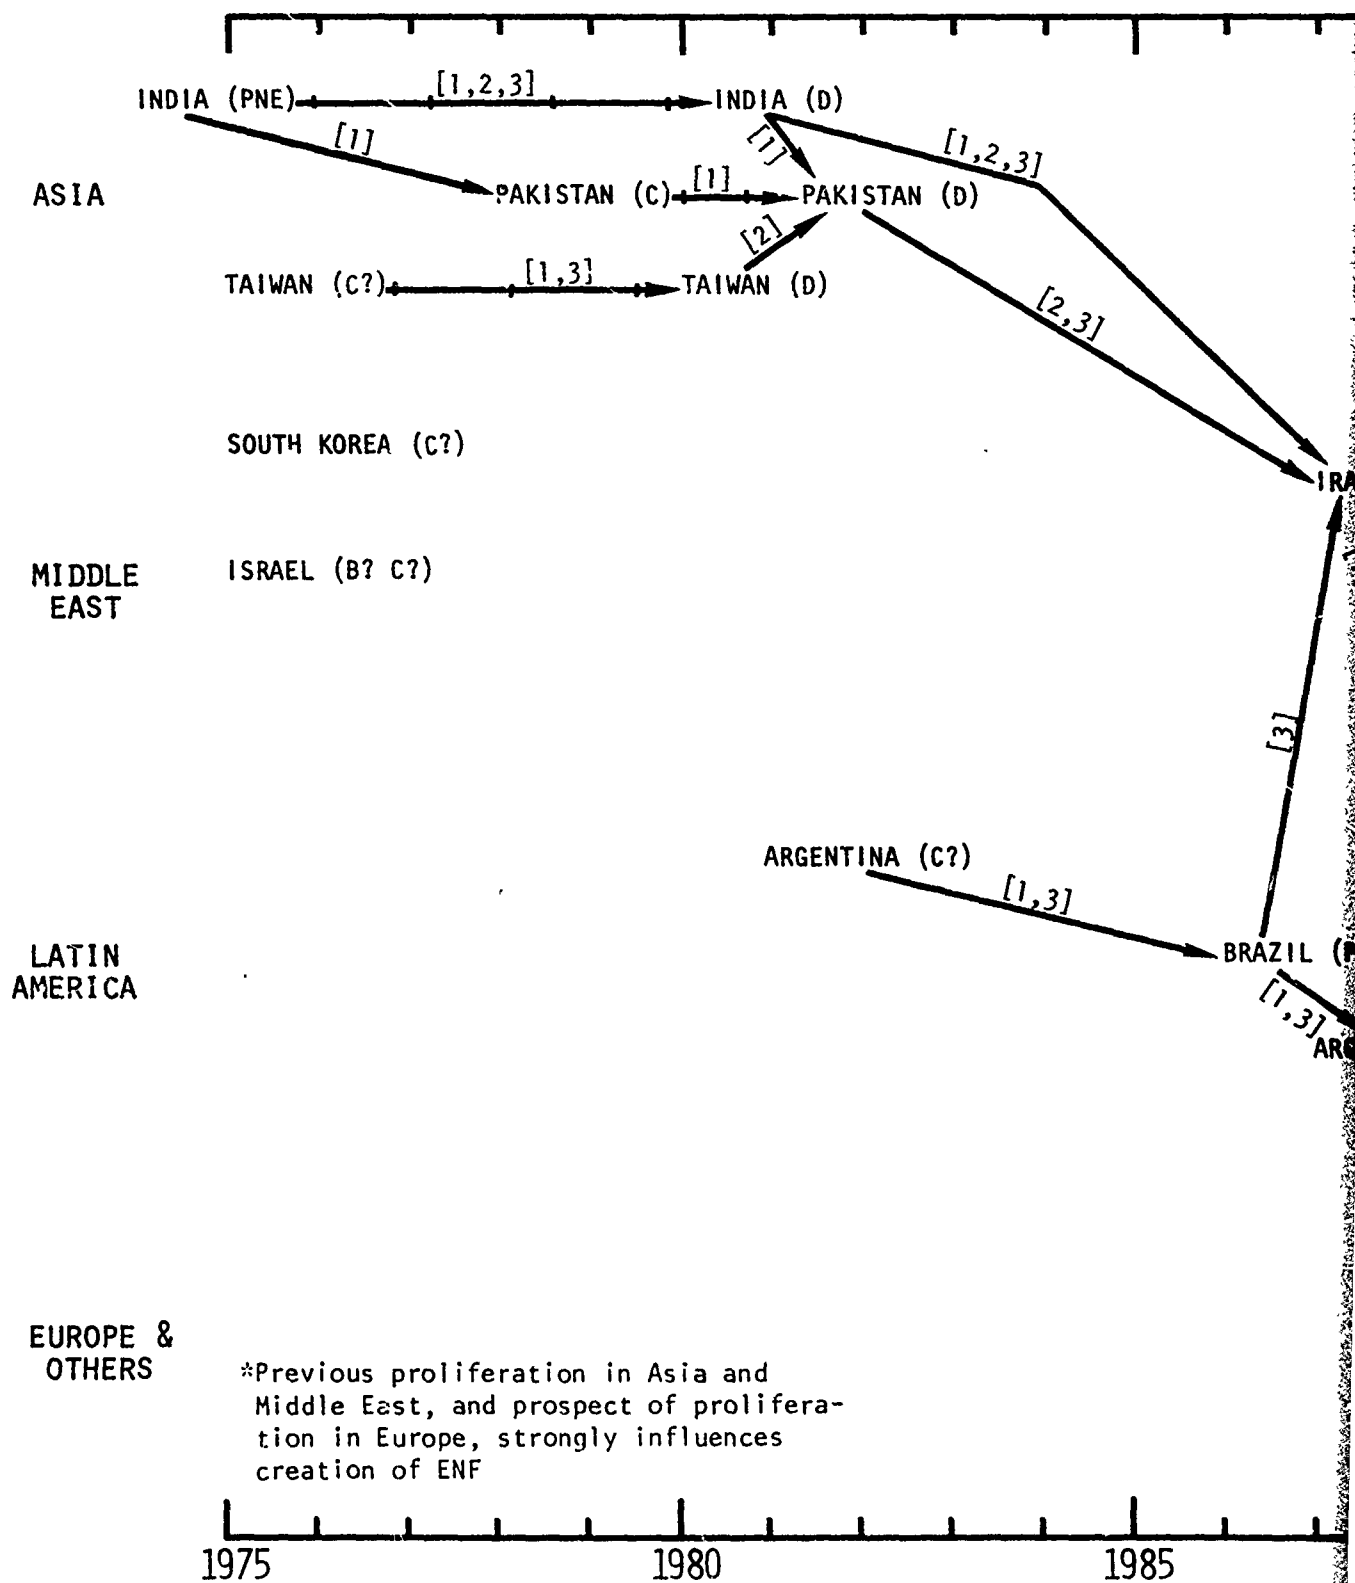 [1,2,3]
INDIA (PNE) INDIA (D)
[1] [1] [1,2,3]
ASIA PAKISTAN (C) [1] PAKISTAN (D)
[2]
TAIWAN (C?) [1,3] TAIWAN (D)
[2,3]
SOUTH KOREA (C?)
ISRAEL (B? C?)
MIDDLE
EAST
[3]
ARGENTINA (C?)
[1,3]
BRAZIL
LATIN
AMERICA
[1,3]
EUROPE &
OTHERS
*Previous proliferation in Asia and
Middle East, and prospect of prolifera-
tion in Europe, strongly influences
creation of ENF
1975 1980 1985